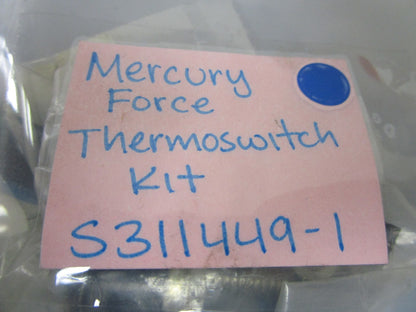 Mercury
Force
Thermoswitch
Kit
S311449-1